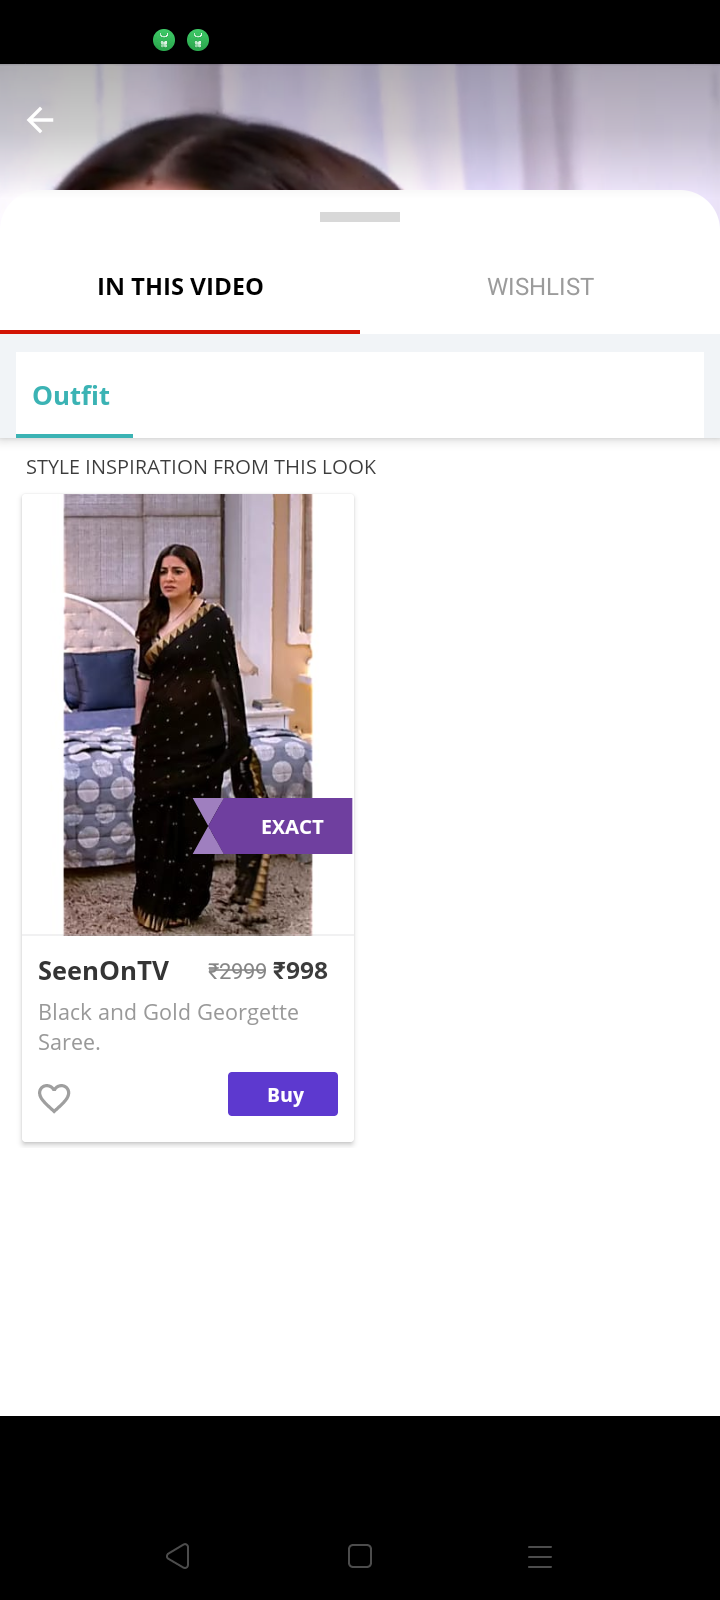 IN THIS VIDEO
WISHLIST
Outfit
STYLE INSPIRATION FROM THIS LOOK
EXACT
SeenOnTV ₹2999 ₹998
Black and Gold Georgette
Saree.
Buy